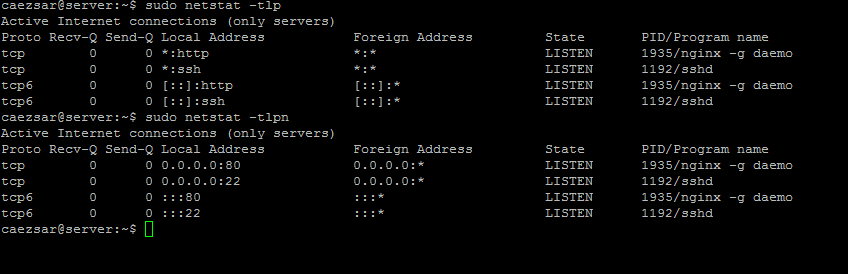 caezsar@server:~$ sudo netstat -tlp
Active Internet connections (only servers)
Proto Recv-Q Send-Q Local Address           Foreign Address         State       PID/Program name
tcp        0      0 *:http                  *:*                     LISTEN      1935/nginx -g daemo
tcp        0      0 *:ssh                   *:*                     LISTEN      1192/sshd
tcp6       0      0 [::]:http               [::]:*                  LISTEN      1935/nginx -g daemo
tcp6       0      0 [::]:ssh                [::]:*                  LISTEN      1192/sshd
caezsar@server:~$ sudo netstat -tlpn
Active Internet connections (only servers)
Proto Recv-Q Send-Q Local Address           Foreign Address         State       PID/Program name
tcp        0      0 0.0.0.0:80              0.0.0.0:*               LISTEN      1935/nginx -g daemo
tcp        0      0 0.0.0.0:22              0.0.0.0:*               LISTEN      1192/sshd
tcp6       0      0 :::80                   :::*                    LISTEN      1935/nginx -g daemo
tcp6       0      0 :::22                   :::*                    LISTEN      1192/sshd
caezsar@server:~$